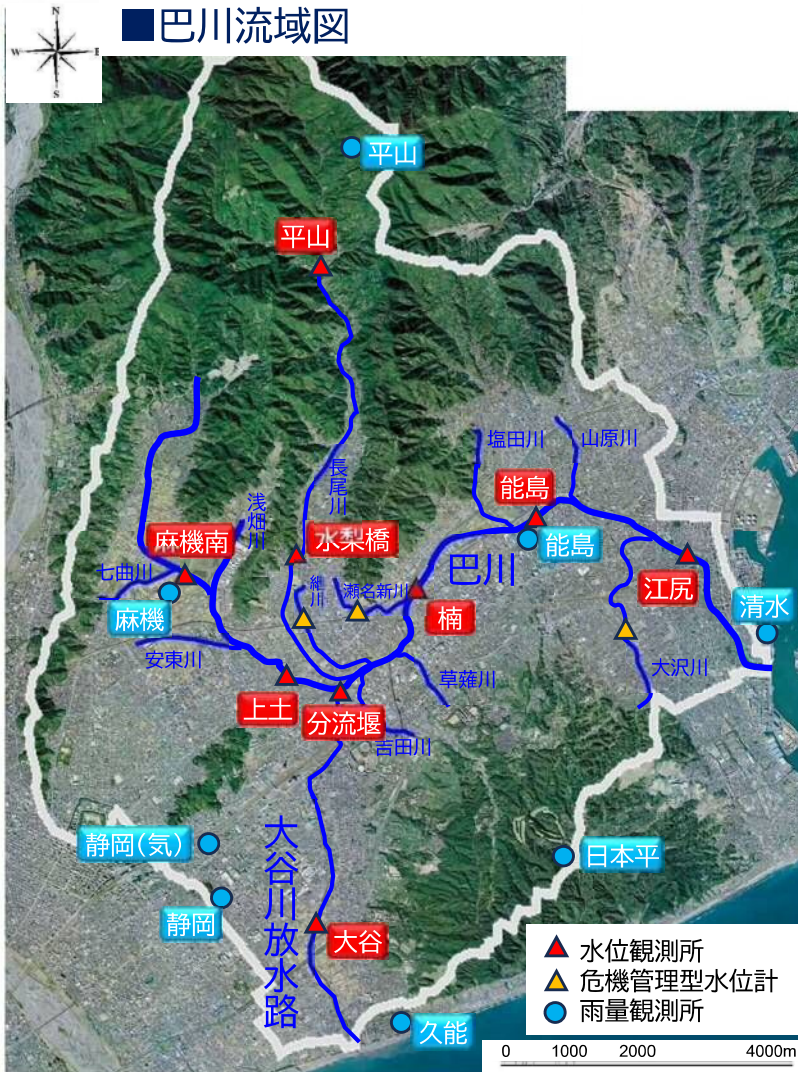 ■巴川流域図
N
W
E
S
平山
平山
塩田川
山原川
長尾川
能島
浅畑川
麻機南
水梨橋
能島
巴川
七曲川
細川
瀬名新川
江尻
麻機
楠
清水
安東川
草薙川
大沢川
上土
分流堰
吉田川
大谷川放水路
静岡(気)
日本平
静岡
大谷
久能
水位観測所
危機管理型水位計
雨量観測所
0 1000 2000 4000m